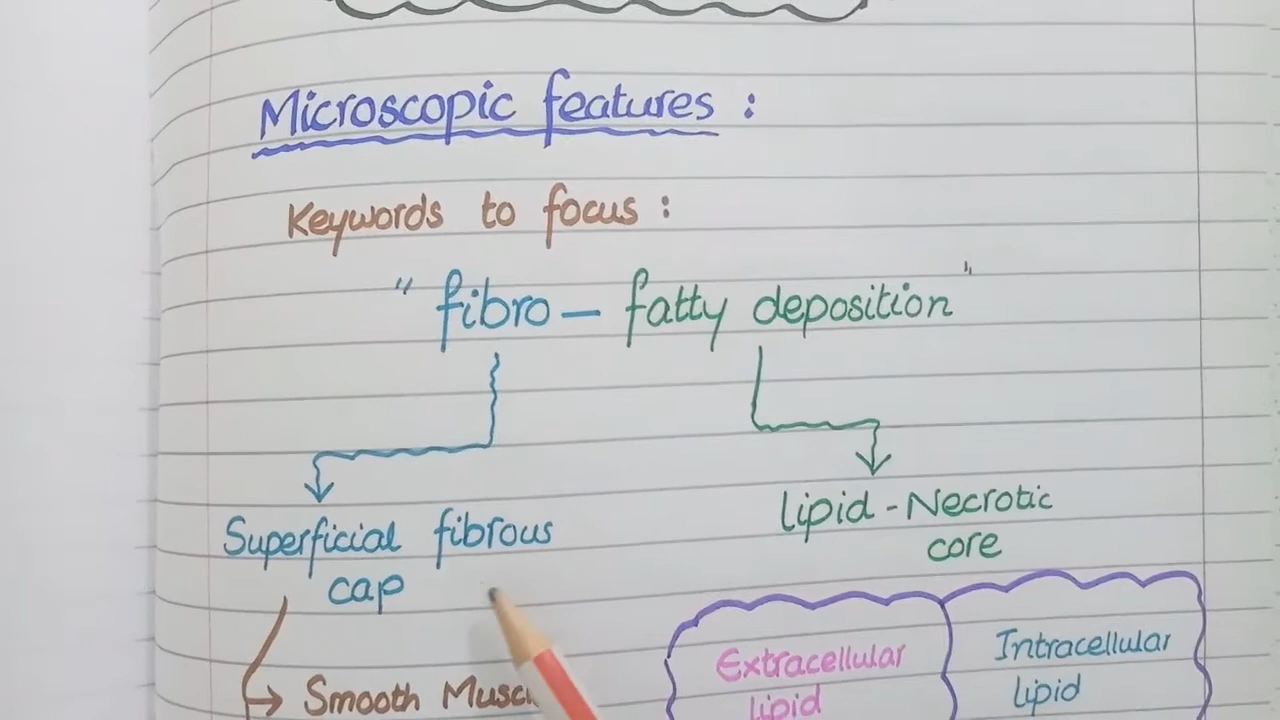 Microscopic features :
Keywords to focus :
" fibro - fatty deposition "
Superficial fibrous
cap
lipid - Necrotic
core
Extracellular
lipid
Intracellular
lipid
Smooth